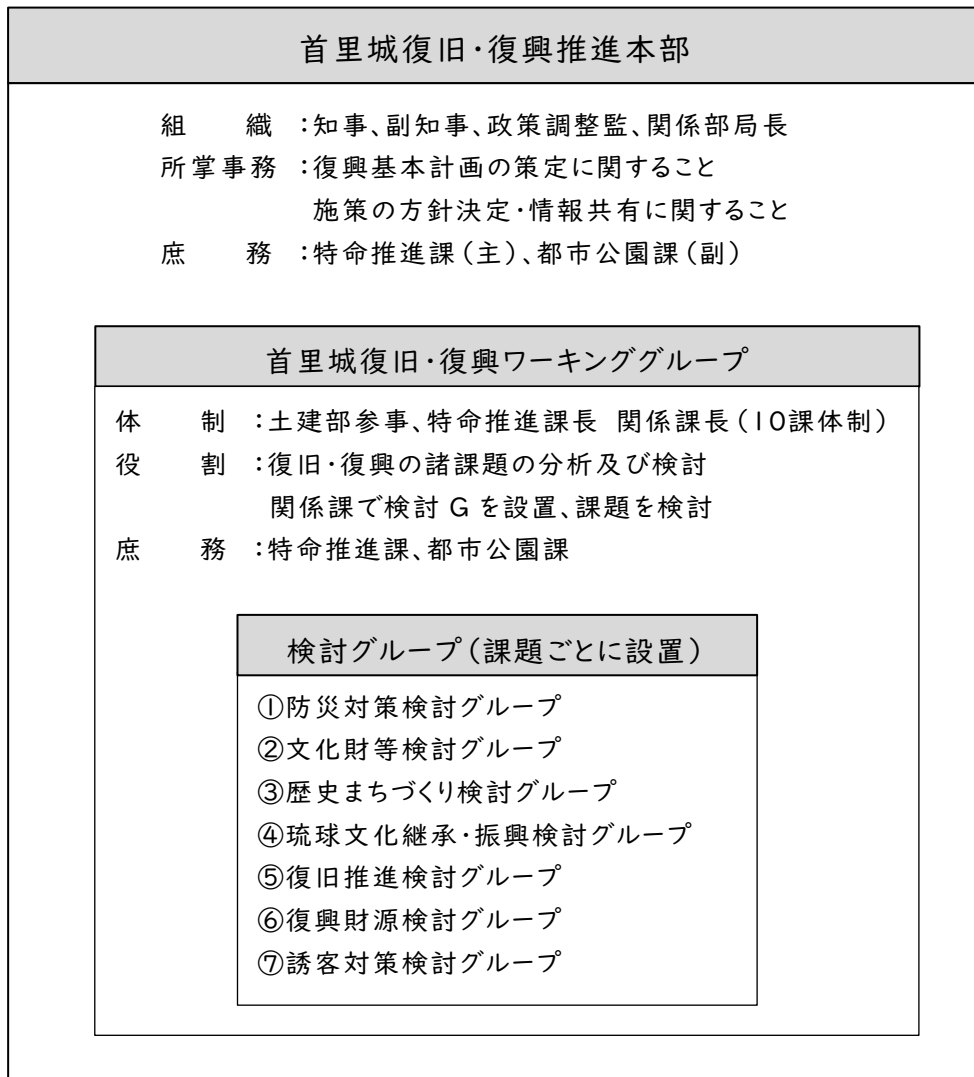 首里城復旧・復興推進本部
組　　織　：知事、副知事、政策調整監、関係部局長
所掌事務　：復興基本計画の策定に関すること
施策の方針決定・情報共有に関すること
庶　　務　：特命推進課（主）、都市公園課（副）
首里城復旧・復興ワーキンググループ
体　　制　：土建部参事、特命推進課長　関係課長（10課体制）
役　　割　：復旧・復興の諸課題の分析及び検討
関係課で検討Gを設置、課題を検討
庶　　務　：特命推進課、都市公園課
検討グループ（課題ごとに設置）
①防災対策検討グループ
②文化財等検討グループ
③歴史まちづくり検討グループ
④琉球文化継承・振興検討グループ
⑤復旧推進検討グループ
⑥復興財源検討グループ
⑦誘客対策検討グループ